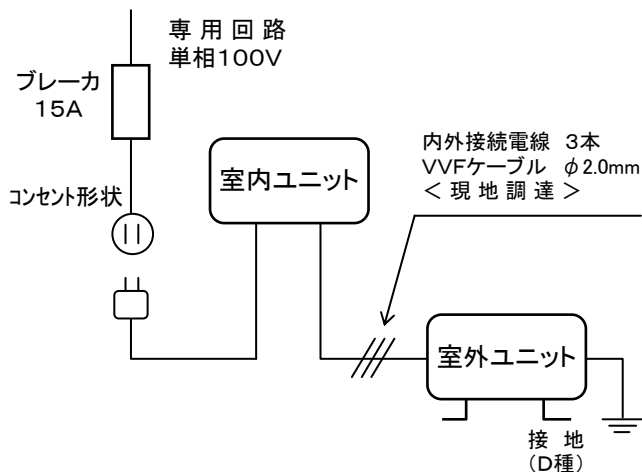 専用回路
単相100V
ブレーカ
15A
コンセント形状
室内ユニット
内外接続電線 3本
VVFケーブル φ2.0mm
<現地調達>
室外ユニット
接地
(D種)